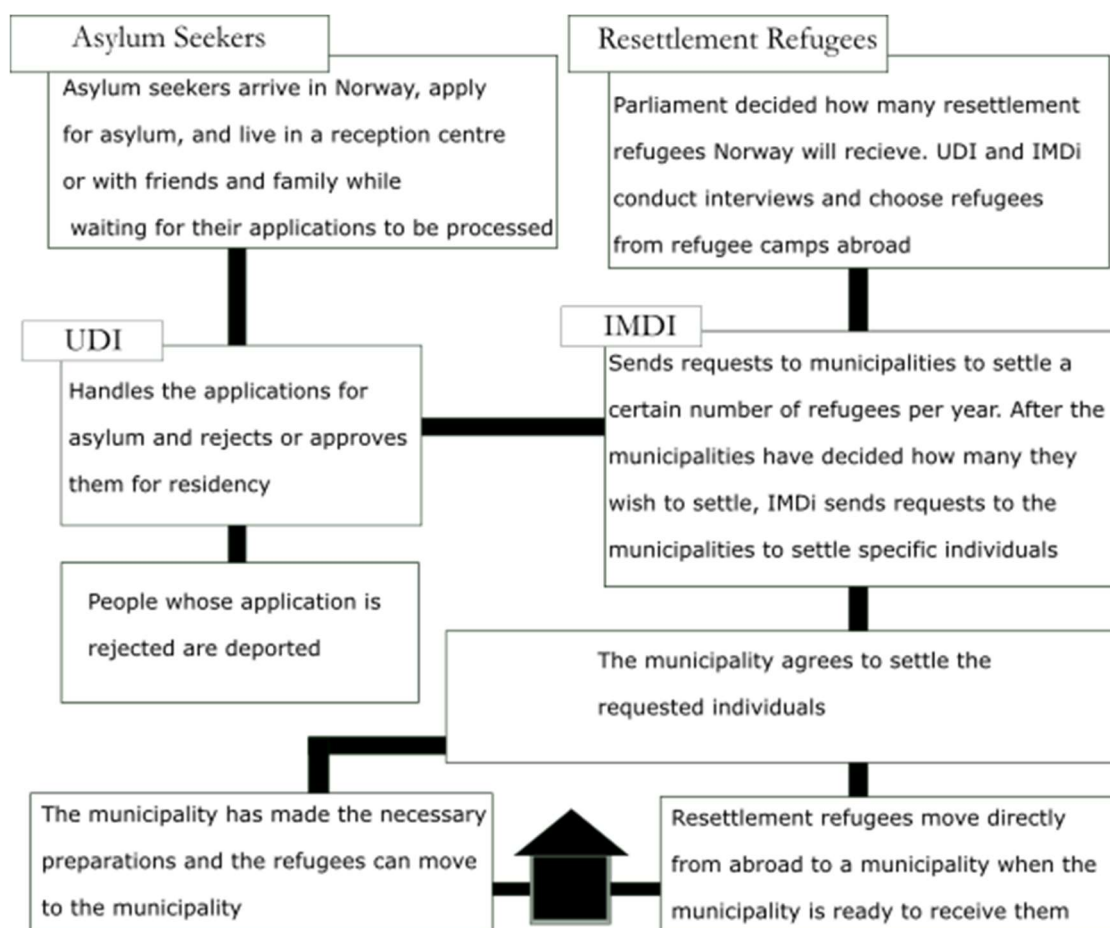 Asylum Seekers
Asylum seekers arrive in Norway, apply
for asylum, and live in a reception centre
or with friends and family while
waiting for their applications to be processed
Resettlement Refugees
Parliament decided how many resettlement
refugees Norway will recieve. UDI and IMDi
conduct interviews and choose refugees
from refugee camps abroad
UDI
Handles the applications for
asylum and rejects or approves
them for residency
IMDI
Sends requests to municipalities to settle a
certain number of refugees per year. After the
municipalities have decided how many they
wish to settle, IMDi sends requests to the
municipalities to settle specific individuals
People whose application is
rejected are deported
The municipality agrees to settle the
requested individuals
The municipality has made the necessary
preparations and the refugees can move
to the municipality
Resettlement refugees move directly
from abroad to a municipality when the
municipality is ready to receive them